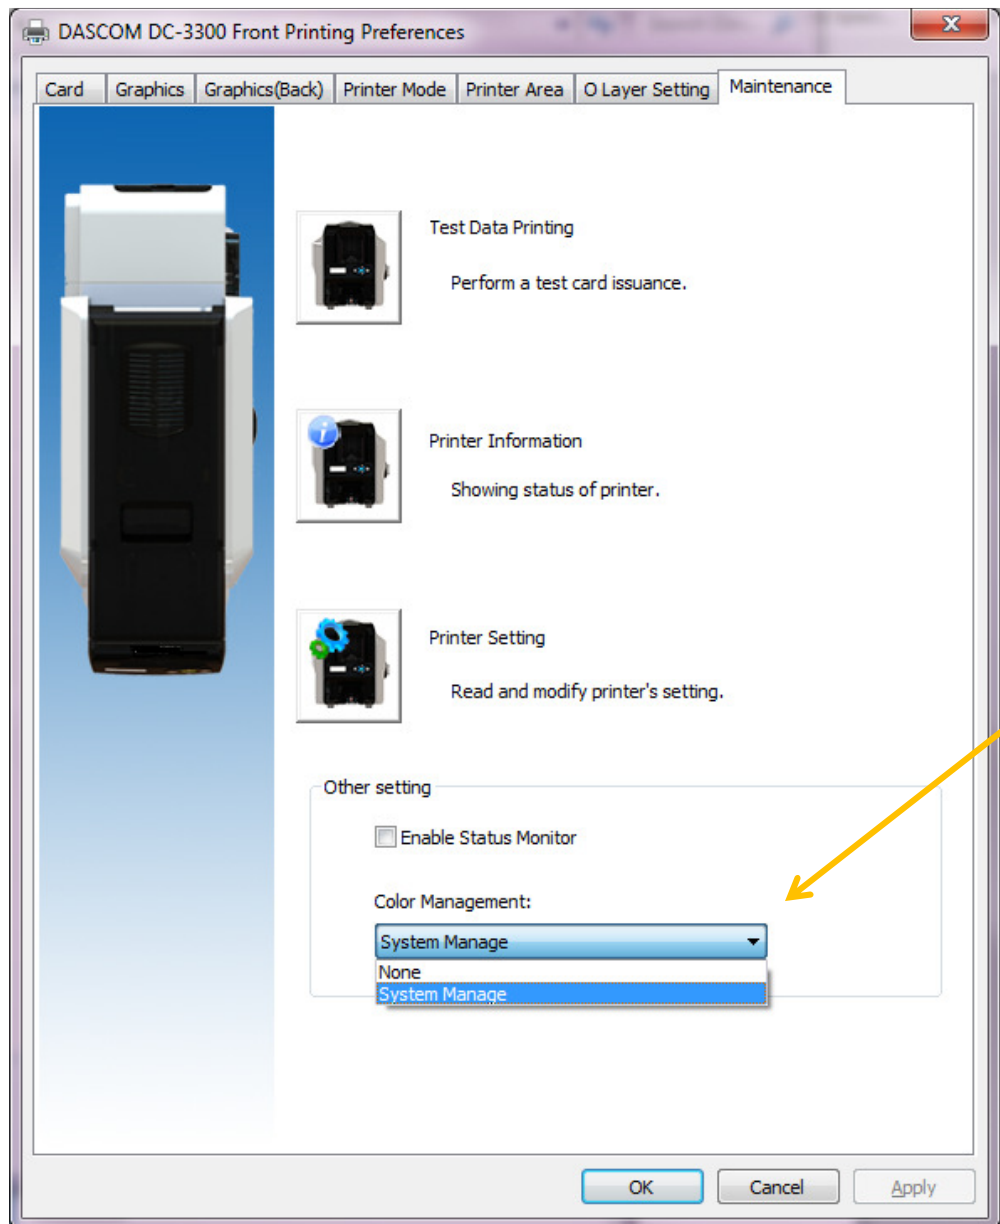 DASCOM DC-3300 Front Printing Preferences
Card Graphics Graphics(Back) Printer Mode Printer Area O Layer Setting Maintenance
Test Data Printing
Perform a test card issuance.
Printer Information
Showing status of printer.
Printer Setting
Read and modify printer's setting.
Other setting
Enable Status Monitor
Color Management:
System Manage
None
System Manage
OK Cancel Apply